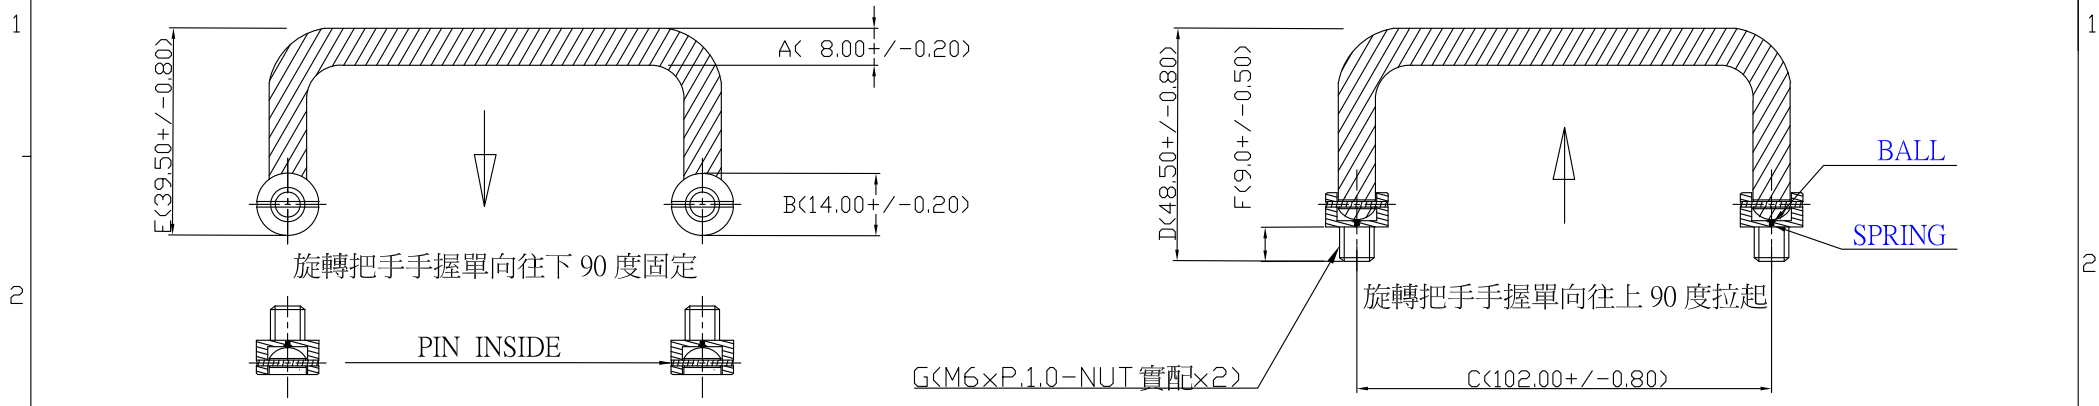 1
1
A( 8.00+/-0.20)
E(39.50+/-0.80)
B(14.00+/-0.20)
旋轉把手手握單向往下 90 度固定
2
PIN INSIDE
D(48.50+/-0.80)
F(9.0+/-0.50)
BALL
SPRING
2
旋轉把手手握單向往上 90 度拉起
G(M6xP.1.0-NUT 實配x2)
C(102.00+/-0.80)